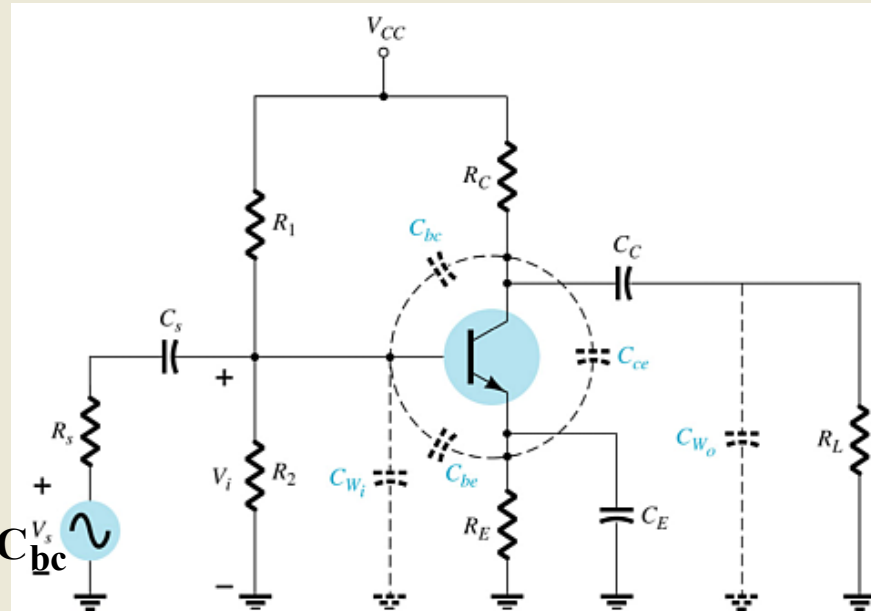 V_CC
R_C
C_bc
C_C
R_1
C_s
+
C_ce
R_s
V_i
R_2
C_Wi
C_be
C_Wo
R_L
+
V_s
C_bc
R_E
C_E
–
–